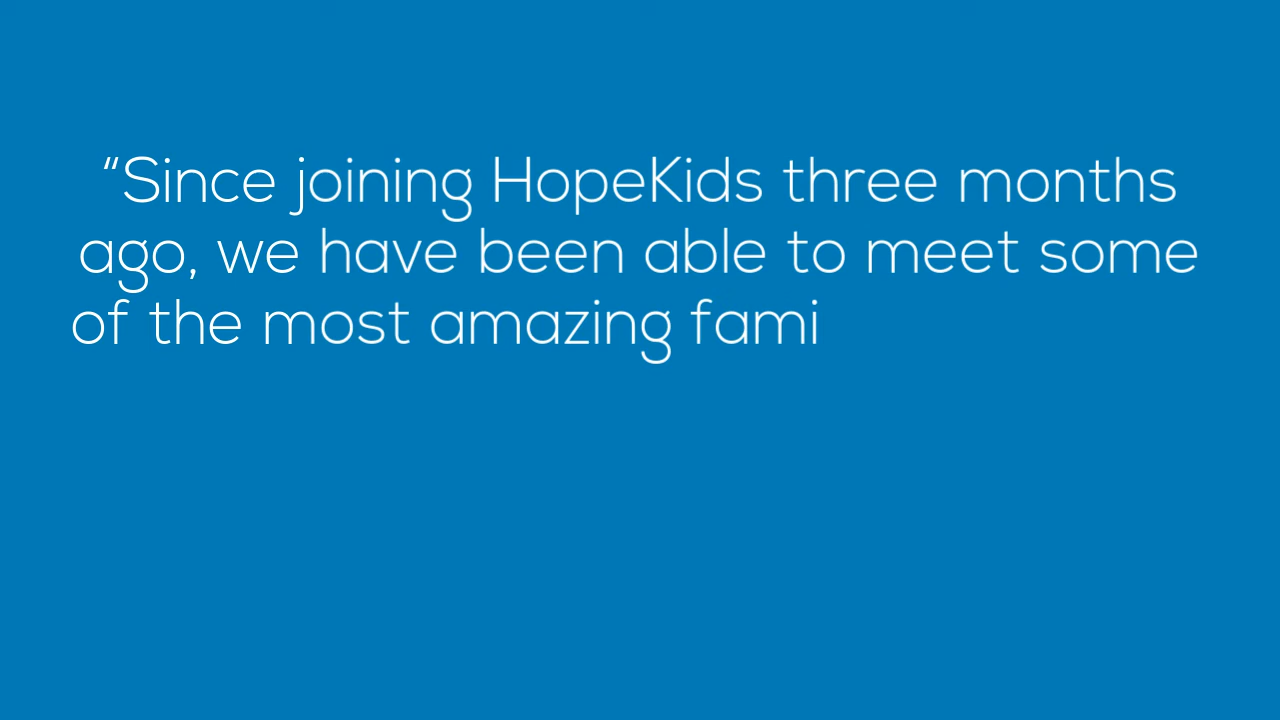 “Since joining HopeKids three months
ago, we have been able to meet some
of the most amazing fami